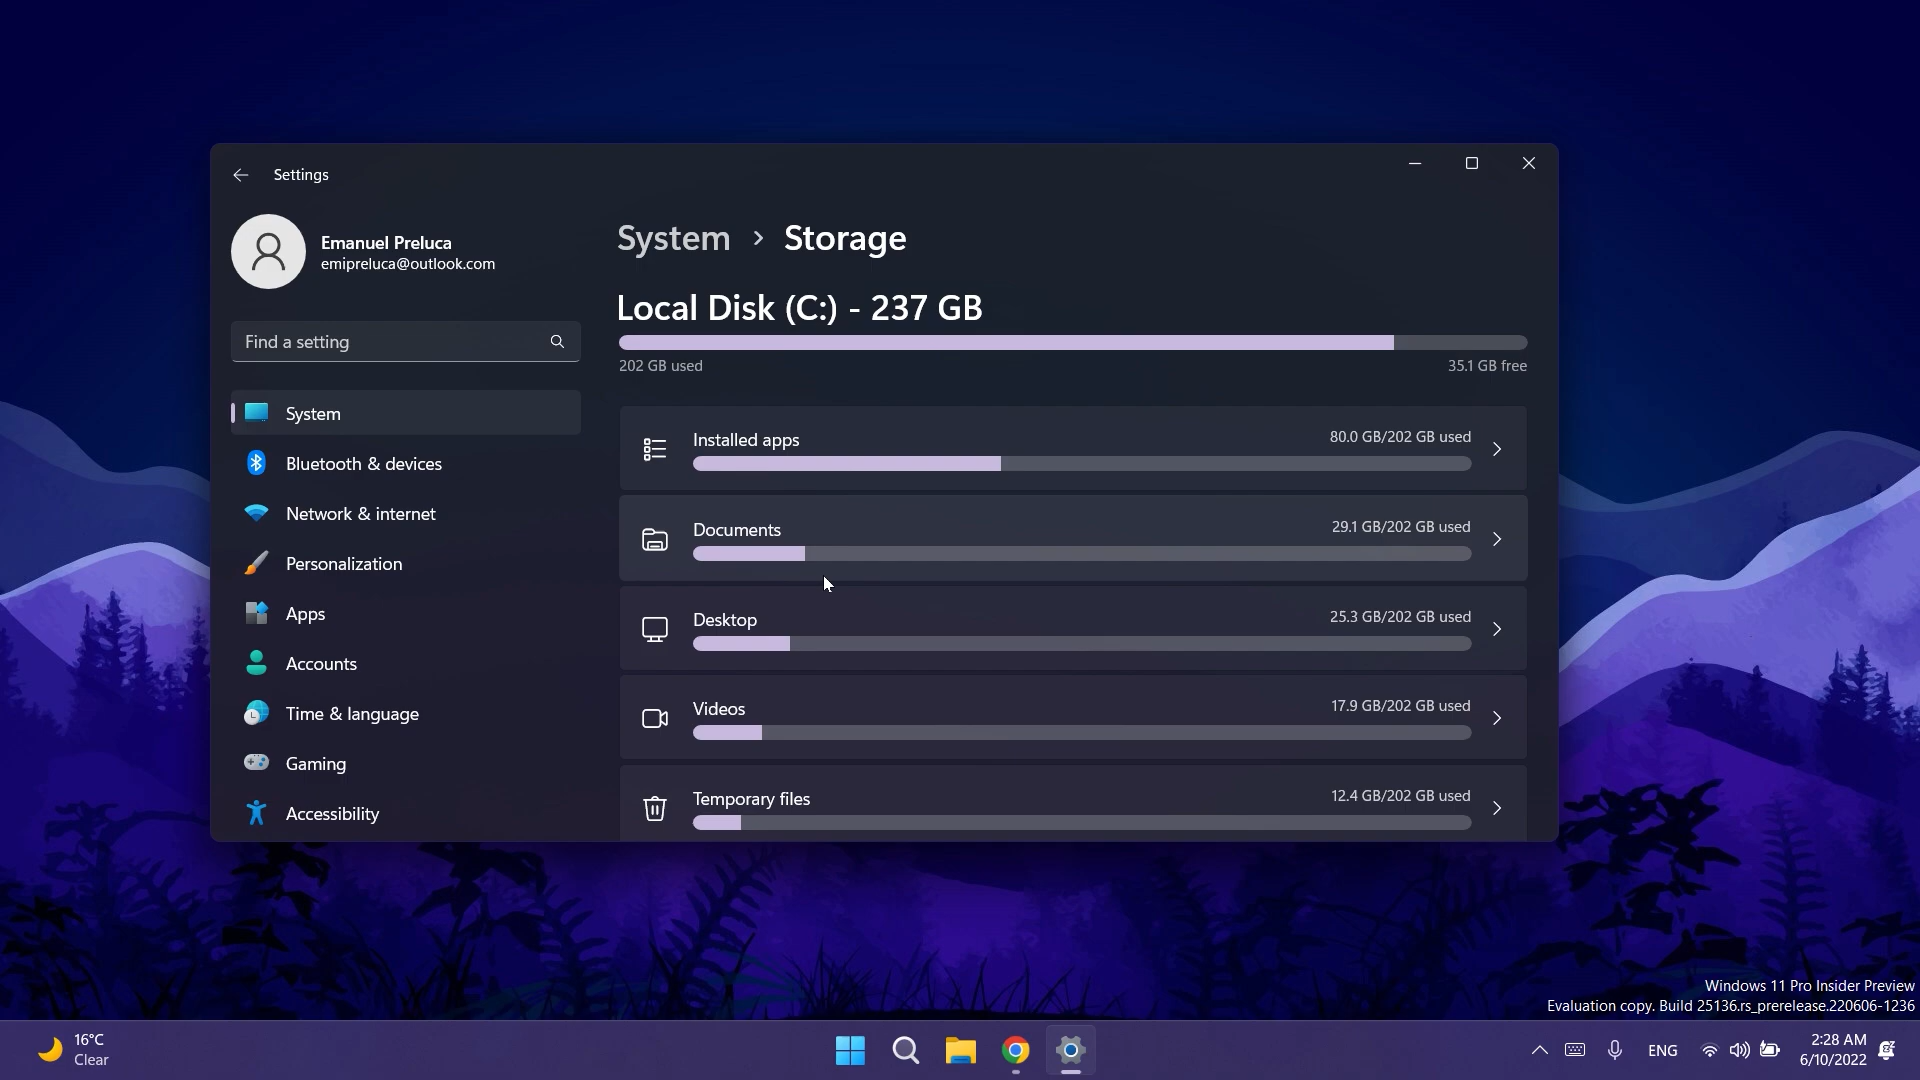 Settings
Emanuel Preluca
emipreluca@outlook.com
Find a setting
System
Bluetooth & devices
Network & internet
Personalization
Apps
Accounts
Time & language
Gaming
Accessibility
System > Storage
Local Disk (C:) - 237 GB
202 GB used 35.1 GB free
Installed apps 80.0 GB/202 GB used
Documents 29.1 GB/202 GB used
Desktop 25.3 GB/202 GB used
Videos 17.9 GB/202 GB used
Temporary files 12.4 GB/202 GB used
Windows 11 Pro Insider Preview
Evaluation copy. Build 25136.rs_prerelease.220606-1236
16°C
Clear
ENG
2:28 AM
6/10/2022